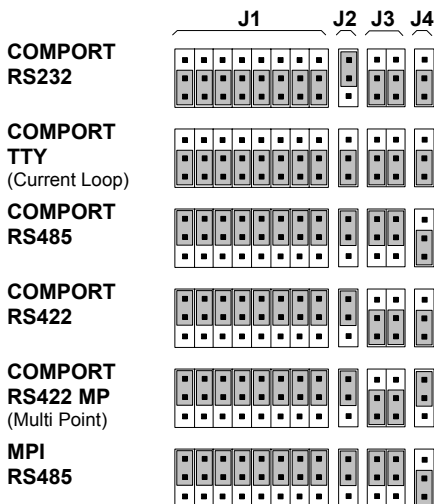 J1 J2 J3 J4
COMPORT
RS232
COMPORT
TTY
(Current Loop)
COMPORT
RS485
COMPORT
RS422
COMPORT
RS422 MP
(Multi Point)
MPI
RS485